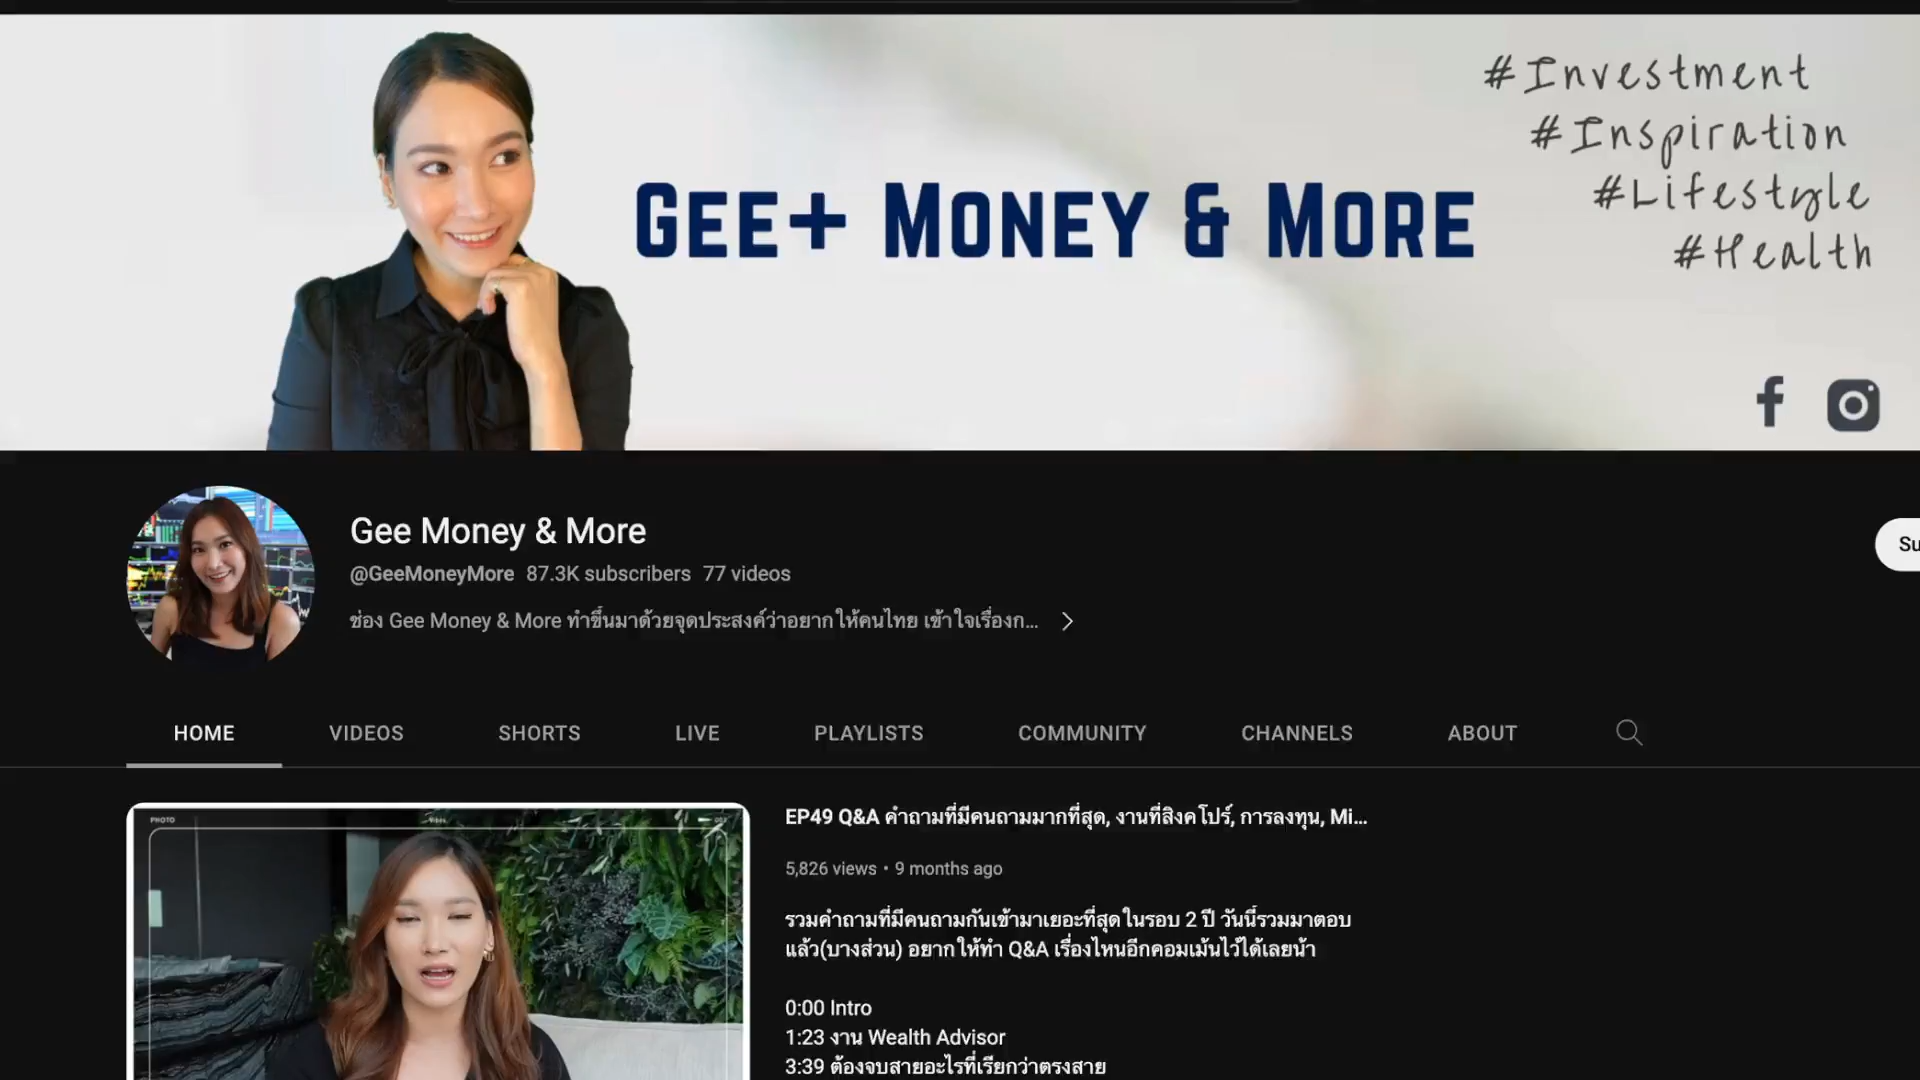 #Investment
#Inspiration
#Lifestyle
#Health
GEE+ MONEY & MORE
Gee Money & More
@GeeMoneyMore 87.3K subscribers 77 videos
ช่อง Gee Money & More ทำขึ้นมาด้วยจุดประสงค์ว่าอยากให้คนไทย เข้าใจเรื่องก...
Su
HOME VIDEOS SHORTS LIVE PLAYLISTS COMMUNITY CHANNELS ABOUT
PHOTO
EP49 Q&A คำถามที่มีคนถามมากที่สุด, งานที่สิงคโปร์, การลงทุน, Mi...
5,826 views • 9 months ago
รวมคำถามที่มีคนถามกันเข้ามาเยอะที่สุดในรอบ 2 ปี วันนี้รวมมาตอบ
แล้ว(บางส่วน) อยากให้ทำ Q&A เรื่องไหนอีกคอมเม้นไว้ได้เลยน้า
0:00 Intro
1:23 งาน Wealth Advisor
3:39 ต้องจบสายอะไรที่เรียกว่าตรงสาย